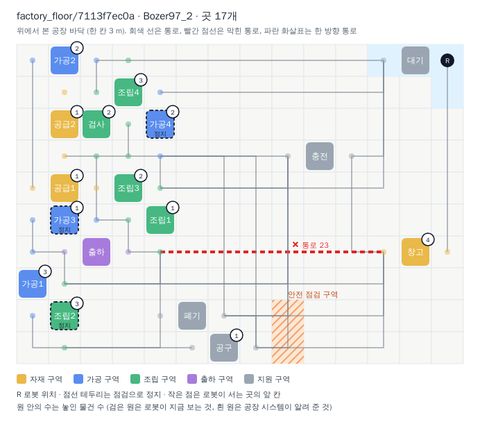 factory_floor/7113f7ec0a · Bozer97_2 · 곳 17개
위에서 본 공장 바닥 (한 칸 3 m). 회색 선은 통로, 빨간 점선은 막힌 통로, 파란 화살표는 한 방향 통로
가공2 2
대기
R
조립4 3
공급2 1
검사 2
가공4 2
정지
충전
공급1 1
조립3 2
가공3 1
정지
조립1 1
출하
✖ 통로 23
창고 4
가공1 3
안전 점검 구역
조립2 3
정지
폐기
공구 1
자재 구역
가공 구역
조립 구역
출하 구역
지원 구역
R 로봇 위치 · 점선 테두리는 점검으로 정지 · 작은 점은 로봇이 서는 곳의 앞 칸
원 안의 수는 놓인 물건 수 (검은 원은 로봇이 지금 보는 것, 흰 원은 공장 시스템이 알려 준 것)